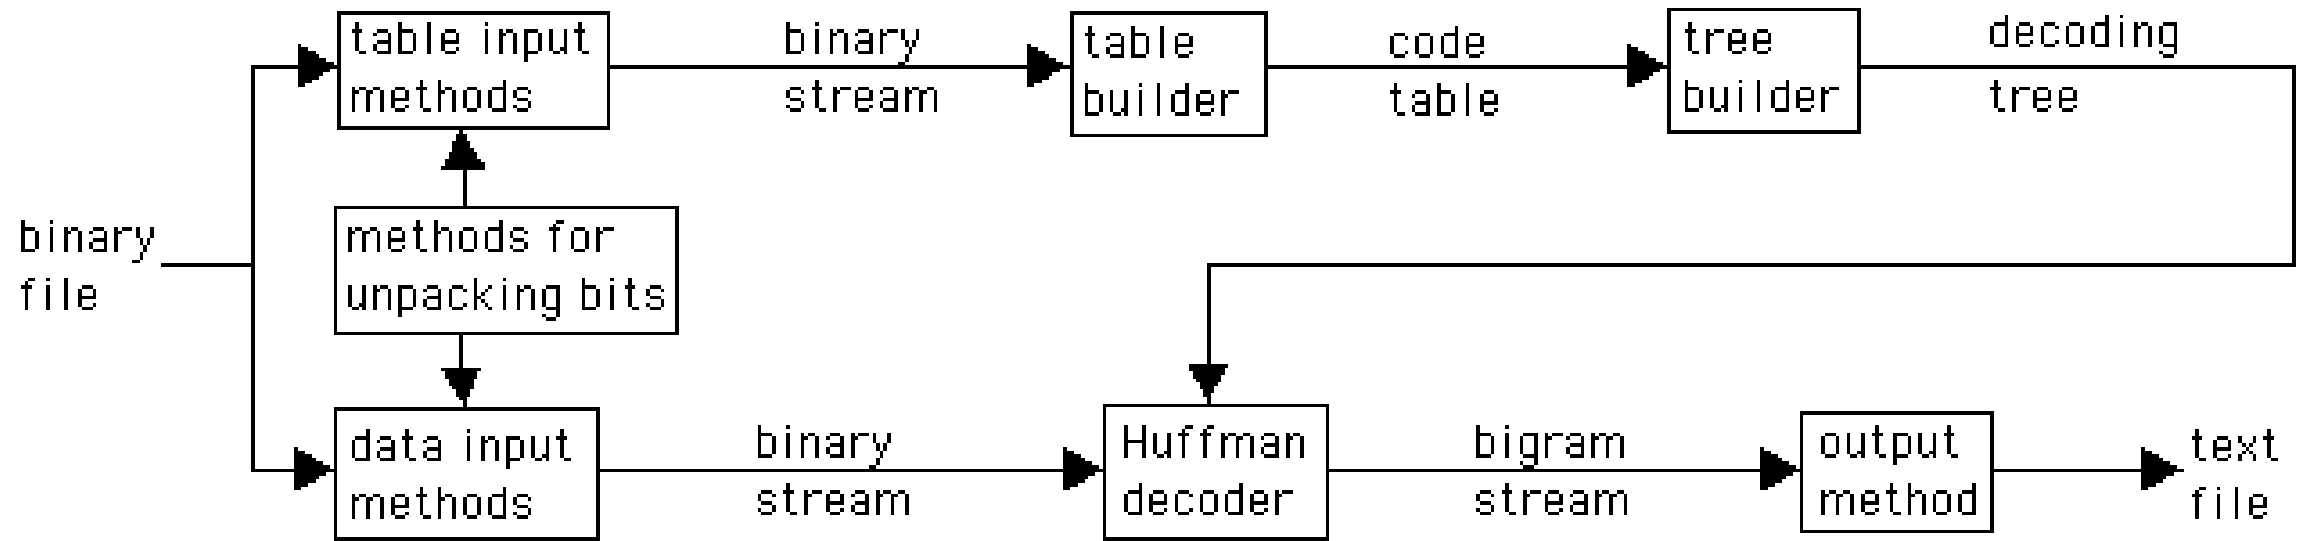 table input
methods
binary
stream
table
builder
code
table
tree
builder
decoding
tree
binary
file
methods for
unpacking bits
data input
methods
binary
stream
Huffman
decoder
bigram
stream
output
method
text
file